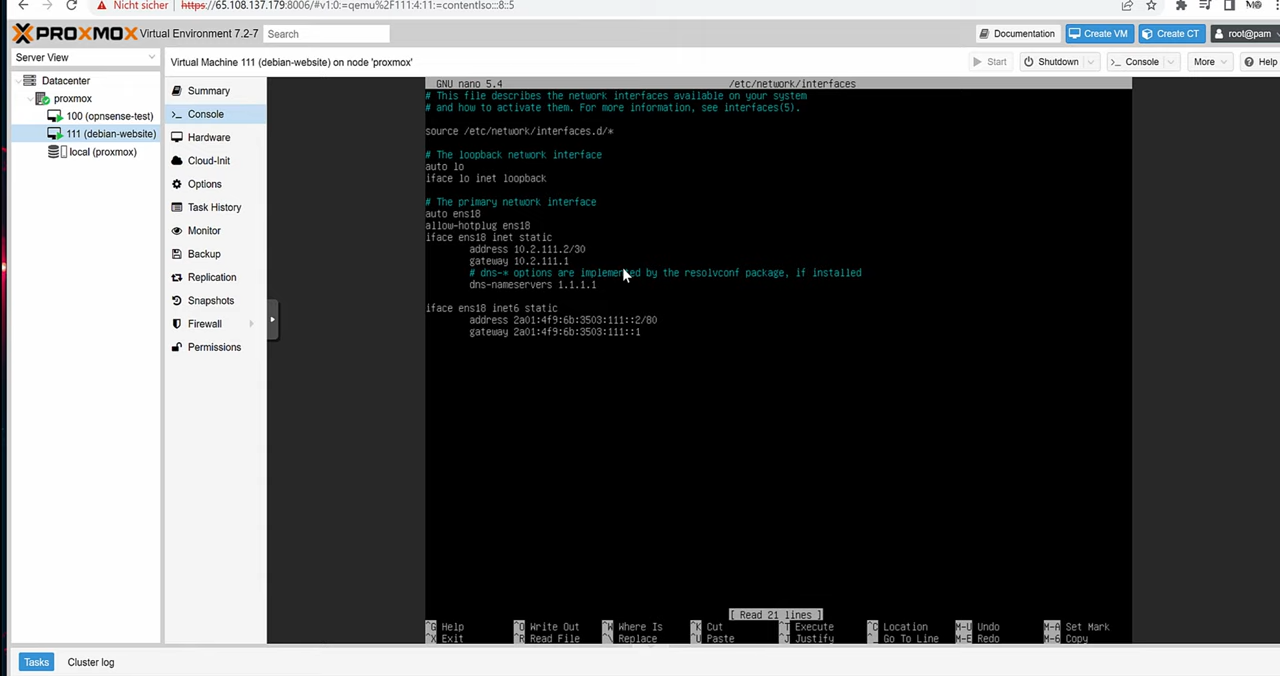 Nicht sicher https://65.108.137.179:8006/#v1:0:=qemu%2F111:4:11:=contentIso:::8::5
PROXMOX Virtual Environment 7.2-7 Search Documentation Create VM Create CT root@pam
Server View
Virtual Machine 111 (debian-website) on node 'proxmox' Start Shutdown Console More Help
Datacenter
proxmox
100 (opnsense-test)
111 (debian-website)
local (proxmox)
Summary
Console
Hardware
Cloud-Init
Options
Task History
Monitor
Backup
Replication
Snapshots
Firewall
Permissions
GNU nano 5.4 /etc/network/interfaces
# This file describes the network interfaces available on your system
# and how to activate them. For more information, see interfaces(5).
source /etc/network/interfaces.d/*
# The loopback network interface
auto lo
iface lo inet loopback
# The primary network interface
auto ens18
allow-hotplug ens18
iface ens18 inet static
address 10.2.111.2/30
gateway 10.2.111.1
# dns-* options are implemented by the resolvconf package, if installed
dns-nameservers 1.1.1.1
iface ens18 inet6 static
address 2a01:4f9:6b:3503:111::2/80
gateway 2a01:4f9:6b:3503:111::1
[ Read 21 lines ]
^G Help ^O Write Out ^W Where Is ^K Cut ^T Execute ^C Location M-U Undo M-A Set Mark
^X Exit ^R Read File ^\ Replace ^U Paste ^J Justify ^_ Go To Line M-E Redo M-6 Copy
Tasks Cluster log